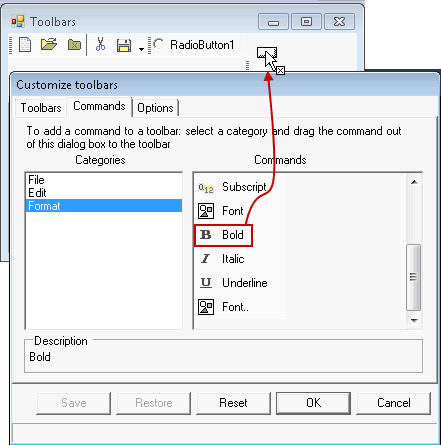 Toolbars
RadioButton1
Customize toolbars
Toolbars Commands Options
To add a command to a toolbar: select a category and drag the command out
of this dialog box to the toolbar
Categories Commands
File
Edit
Format
Subscript
Font
B Bold
I Italic
U Underline
Font..
Description
Bold
Save Restore Reset OK Cancel